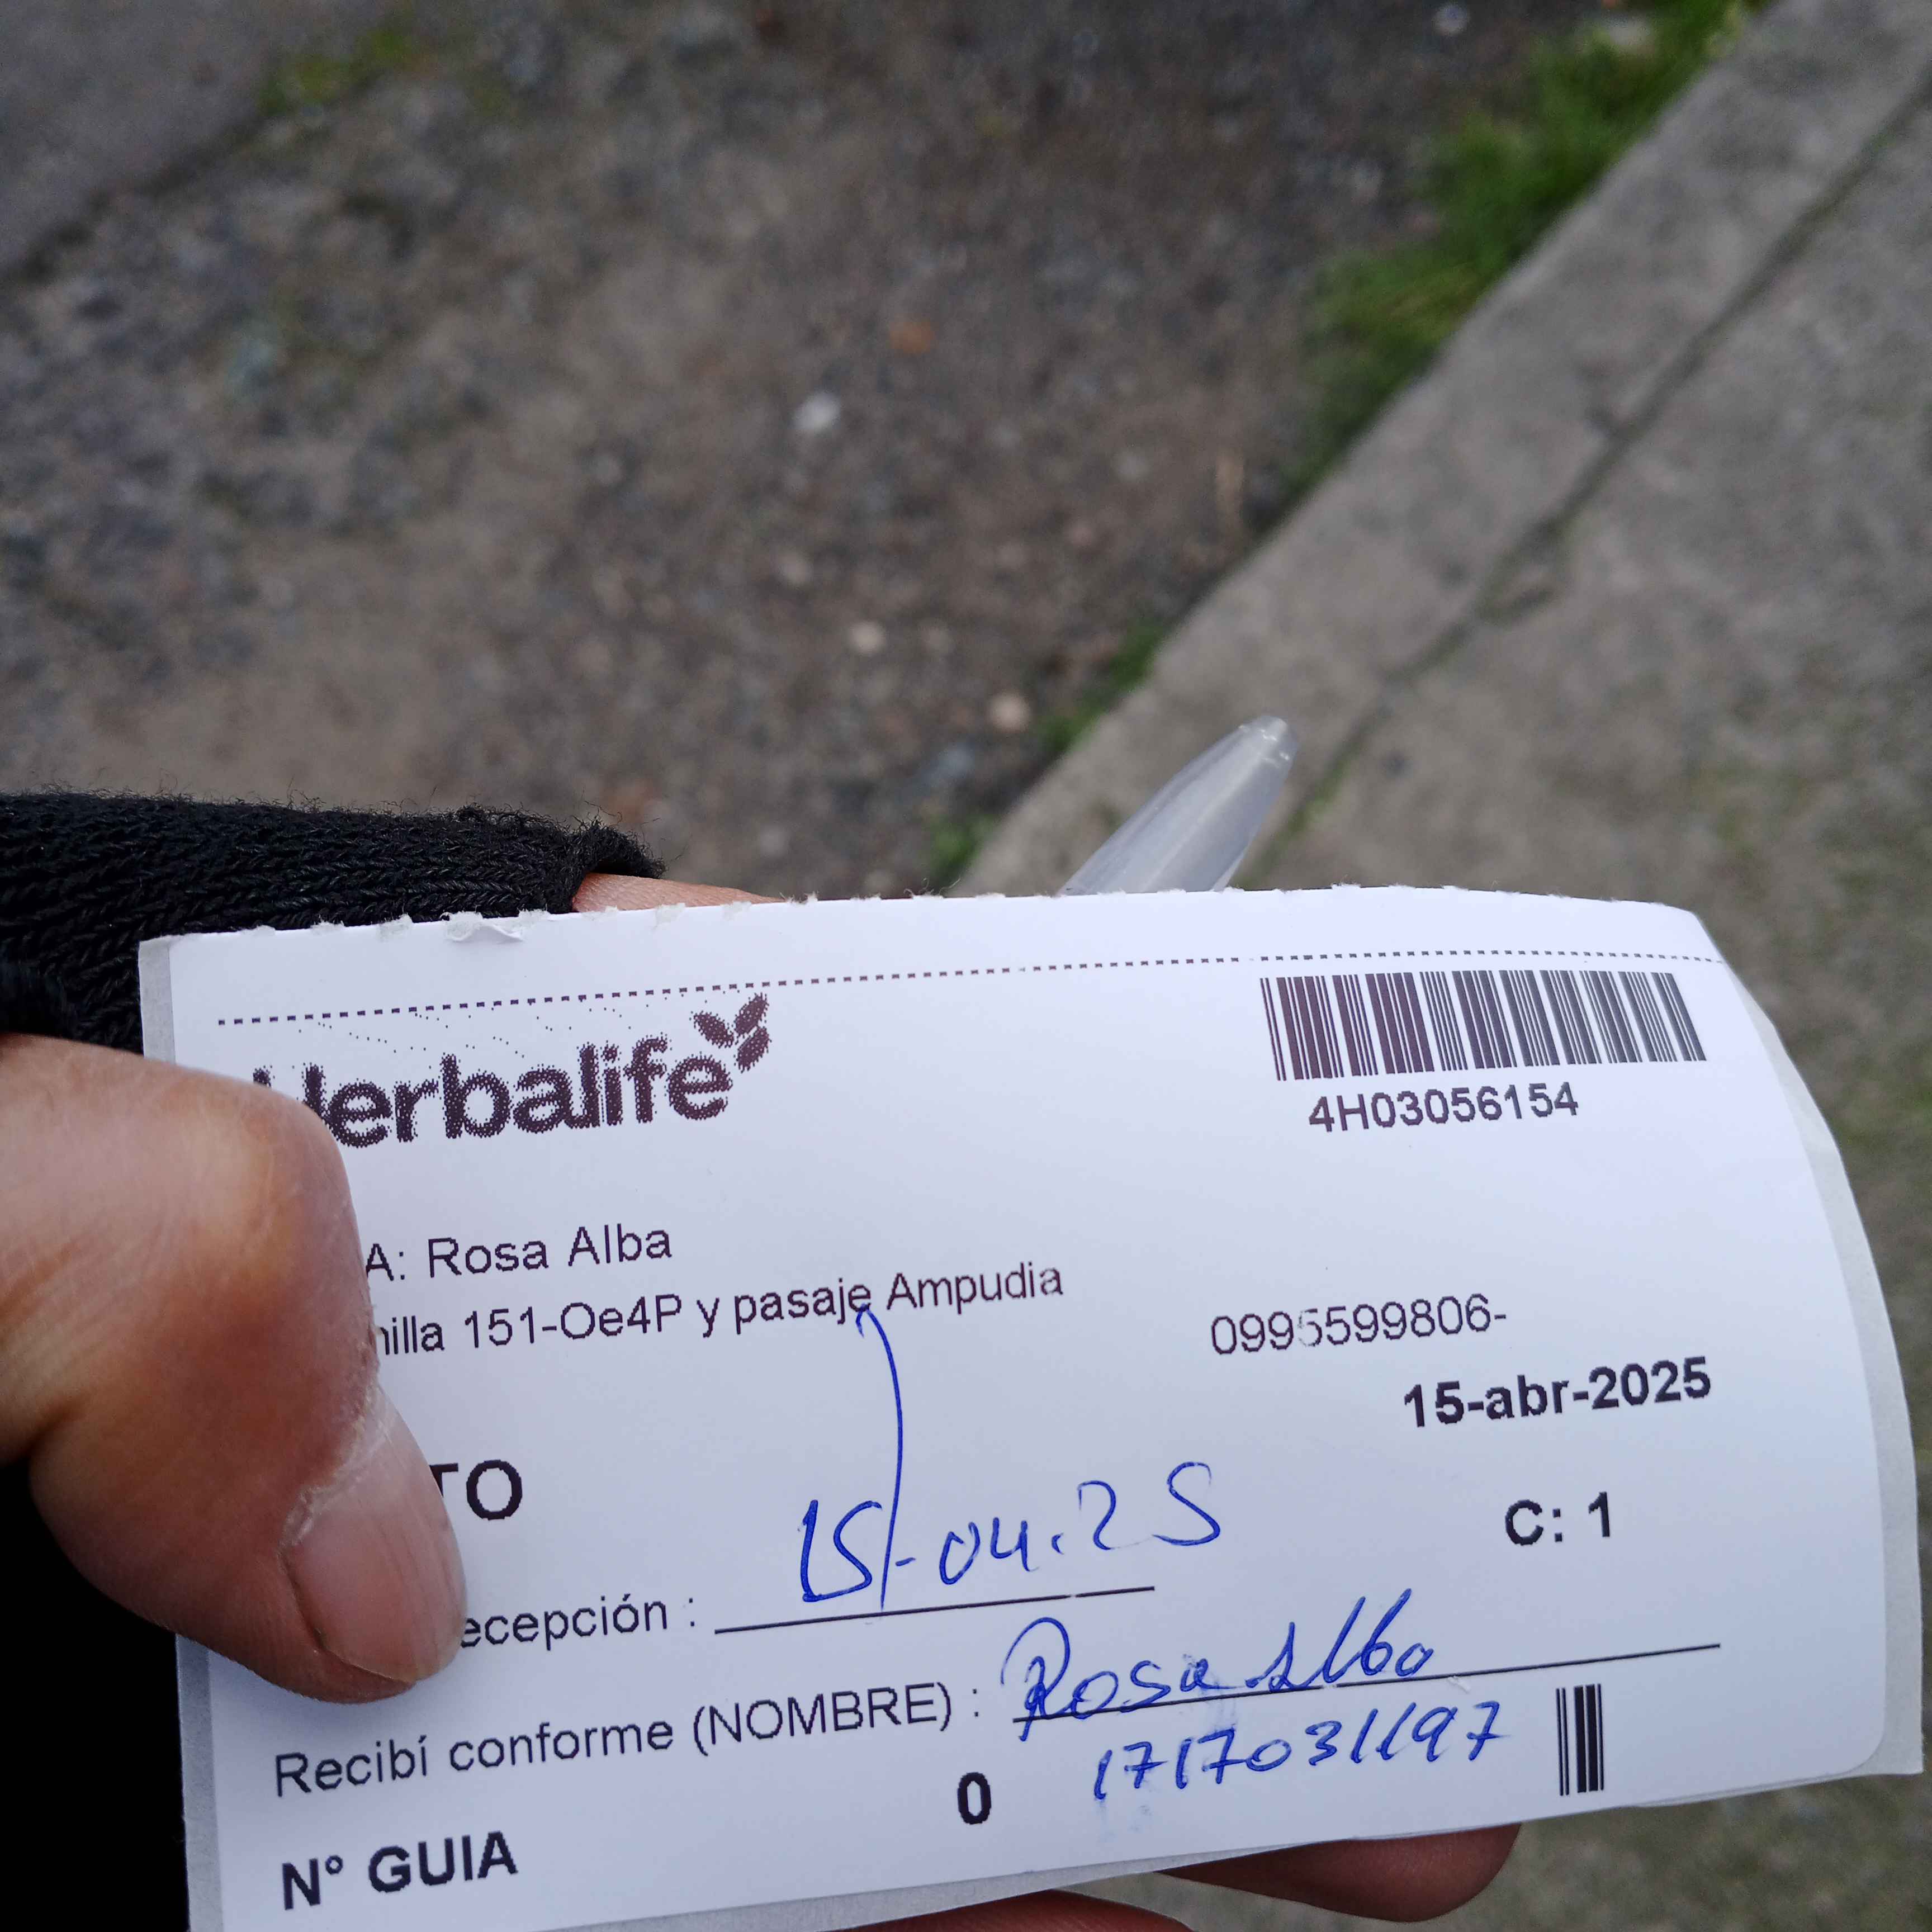 Herbalife
4H03056154
A: Rosa Alba
nilla 151-Oe4P y pasaje Ampudia
0995599806-
15-abr-2025
TO
C: 1
ecepción : 15-04.25
Recibí conforme (NOMBRE) : Rosa Alba
0 1717031197
N° GUIA